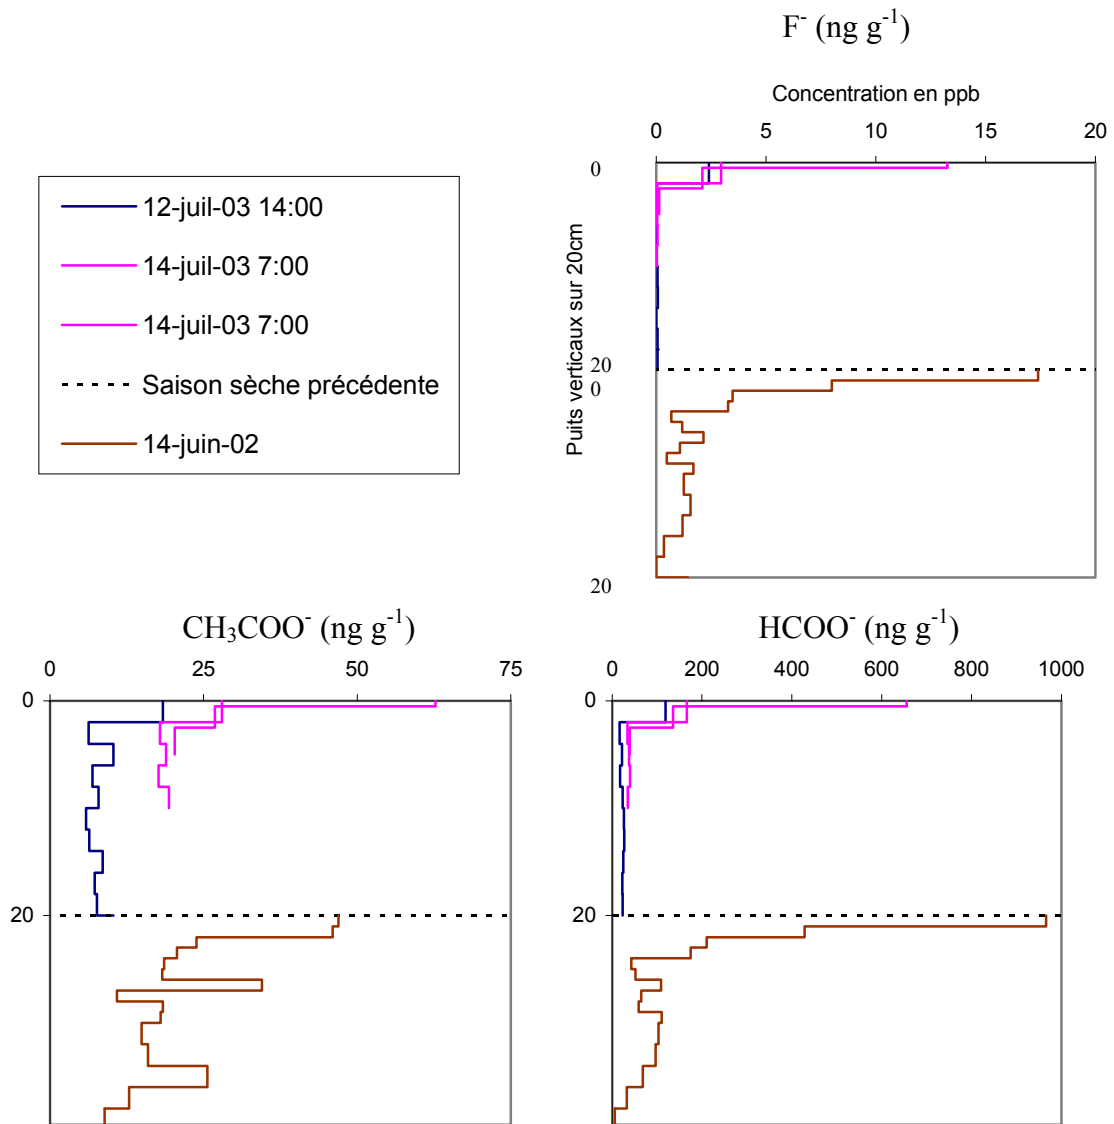 F⁻ (ng g⁻¹)
Concentration en ppb
0 5 10 15 20
Puits verticaux sur 20cm
0
20
0
20
12-juil-03 14:00
14-juil-03 7:00
14-juil-03 7:00
Saison sèche précédente
14-juin-02
CH₃COO⁻ (ng g⁻¹)
0 25 50 75
0
20
HCOO⁻ (ng g⁻¹)
0 200 400 600 800 1000
0
20